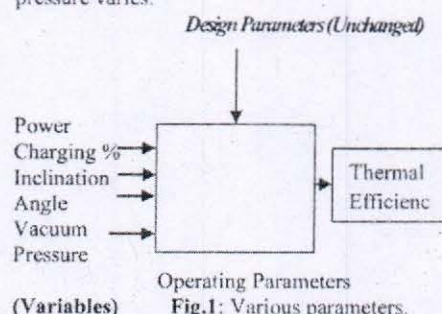 pressure varies.
Design Parameters (Unchanged)
Power
Charging %
Inclination
Angle
Vacuum
Pressure
Thermal
Efficienc
Operating Parameters
(Variables) Fig.1: Various parameters.